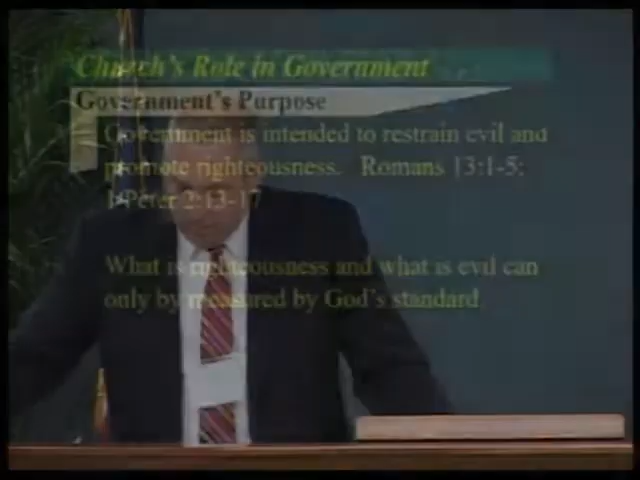 Church's Role in Government
Government's Purpose
Government is intended to restrain evil and
promote righteousness. Romans 13:1-5;
1 Peter 2:13-17
What is righteousness and what is evil can
only by measured by God's standard